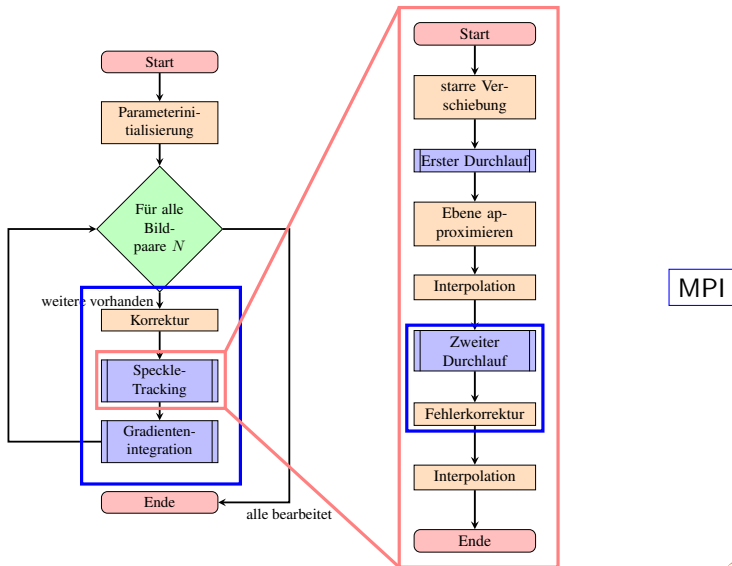 Start
Parameterini-
tialisierung
Für alle
Bild-
paare N
weitere vorhanden
Korrektur
Speckle-
Tracking
Gradienten-
integration
Ende
alle bearbeitet
Start
starre Ver-
schiebung
Erster Durchlauf
Ebene ap-
proximieren
Interpolation
Zweiter
Durchlauf
Fehlerkorrektur
Interpolation
Ende
MPI